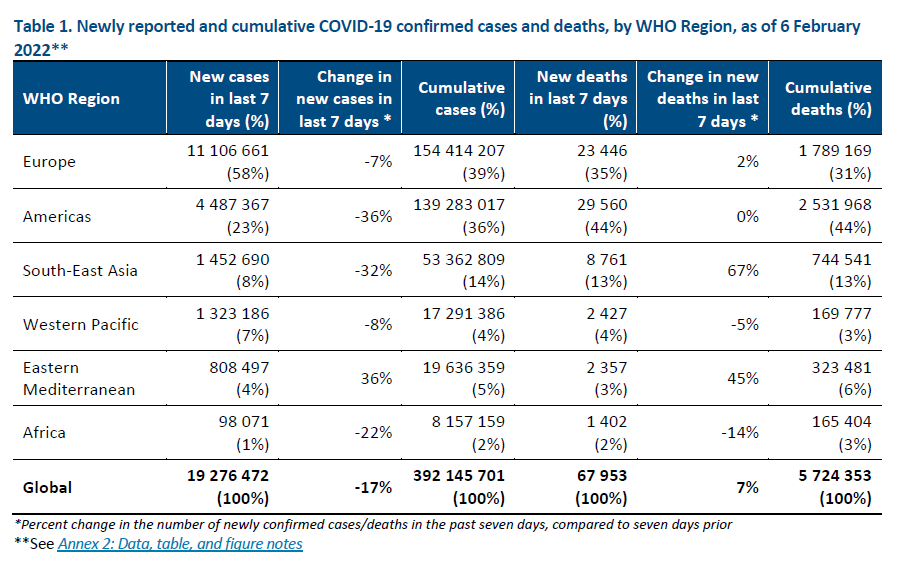 Table 1. Newly reported and cumulative COVID-19 confirmed cases and deaths, by WHO Region, as of 6 February
2022**
WHO Region
New cases
in last 7
days (%)
Change in
new cases in
last 7 days *
Cumulative
cases (%)
New deaths
in last 7 days
(%)
Change in new
deaths in last
7 days *
Cumulative
deaths (%)
Europe
11 106 661
(58%)
-7%
154 414 207
(39%)
23 446
(35%)
2%
1 789 169
(31%)
Americas
4 487 367
(23%)
-36%
139 283 017
(36%)
29 560
(44%)
0%
2 531 968
(44%)
South-East Asia
1 452 690
(8%)
-32%
53 362 809
(14%)
8 761
(13%)
67%
744 541
(13%)
Western Pacific
1 323 186
(7%)
-8%
17 291 386
(4%)
2 427
(4%)
-5%
169 777
(3%)
Eastern
Mediterranean
808 497
(4%)
36%
19 636 359
(5%)
2 357
(3%)
45%
323 481
(6%)
Africa
98 071
(1%)
-22%
8 157 159
(2%)
1 402
(2%)
-14%
165 404
(3%)
Global
19 276 472
(100%)
-17%
392 145 701
(100%)
67 953
(100%)
7%
5 724 353
(100%)
*Percent change in the number of newly confirmed cases/deaths in the past seven days, compared to seven days prior
**See Annex 2: Data, table, and figure notes